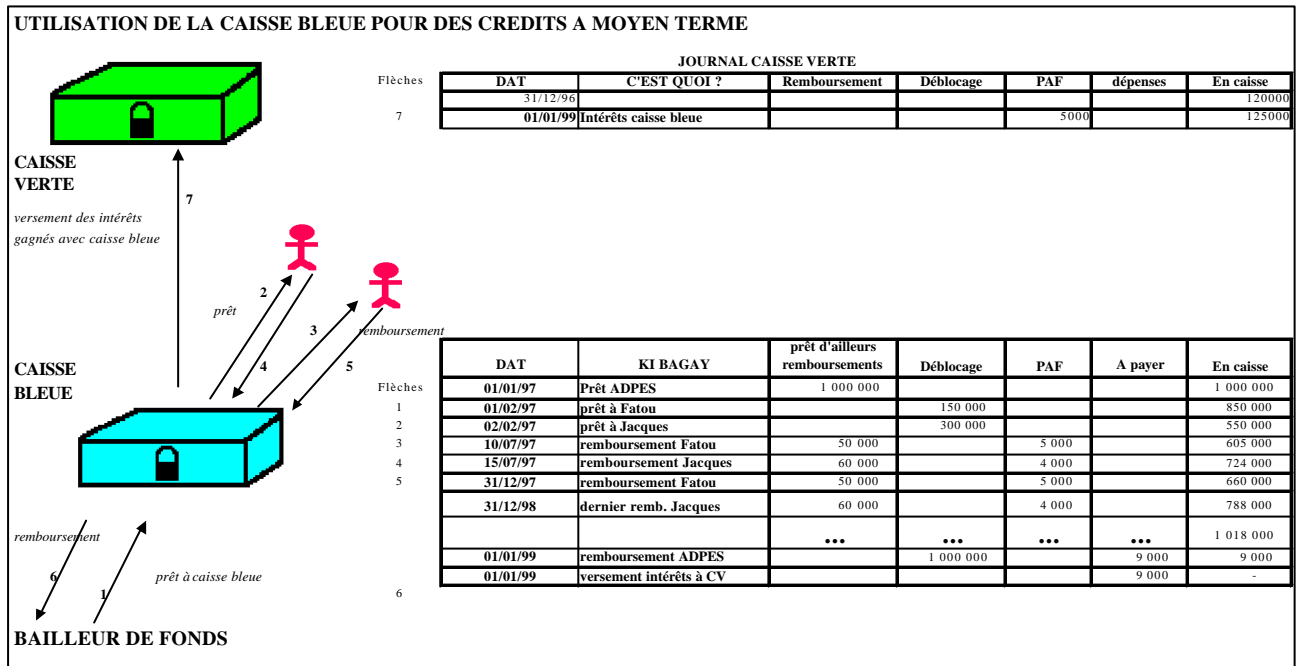 UTILISATION DE LA CAISSE BLEUE POUR DES CREDITS A MOYEN TERME
JOURNAL CAISSE VERTE
Flèches DAT C'EST QUOI ? Remboursement Déblocage PAF dépenses En caisse
31/12/96 120000
7 01/01/99 Intérêts caisse bleue 5000 125000
CAISSE
VERTE
7
versement des intérêts
gagnés avec caisse bleue
2
prêt
3
remboursement
4
5
CAISSE
BLEUE
prêt d'ailleurs
DAT KI BAGAY remboursements Déblocage PAF A payer En caisse
Flèches 01/01/97 Prêt ADPES 1 000 000 1 000 000
1 01/02/97 prêt à Fatou 150 000 850 000
2 02/02/97 prêt à Jacques 300 000 550 000
3 10/07/97 remboursement Fatou 50 000 5 000 605 000
4 15/07/97 remboursement Jacques 60 000 4 000 724 000
5 31/12/97 remboursement Fatou 50 000 5 000 660 000
31/12/98 dernier remb. Jacques 60 000 4 000 788 000
... ... ... ... 1 018 000
01/01/99 remboursement ADPES 1 000 000 9 000 9 000
01/01/99 versement intérêts à CV 9 000 -
6
remboursement
6
prêt à caisse bleue
1
BAILLEUR DE FONDS